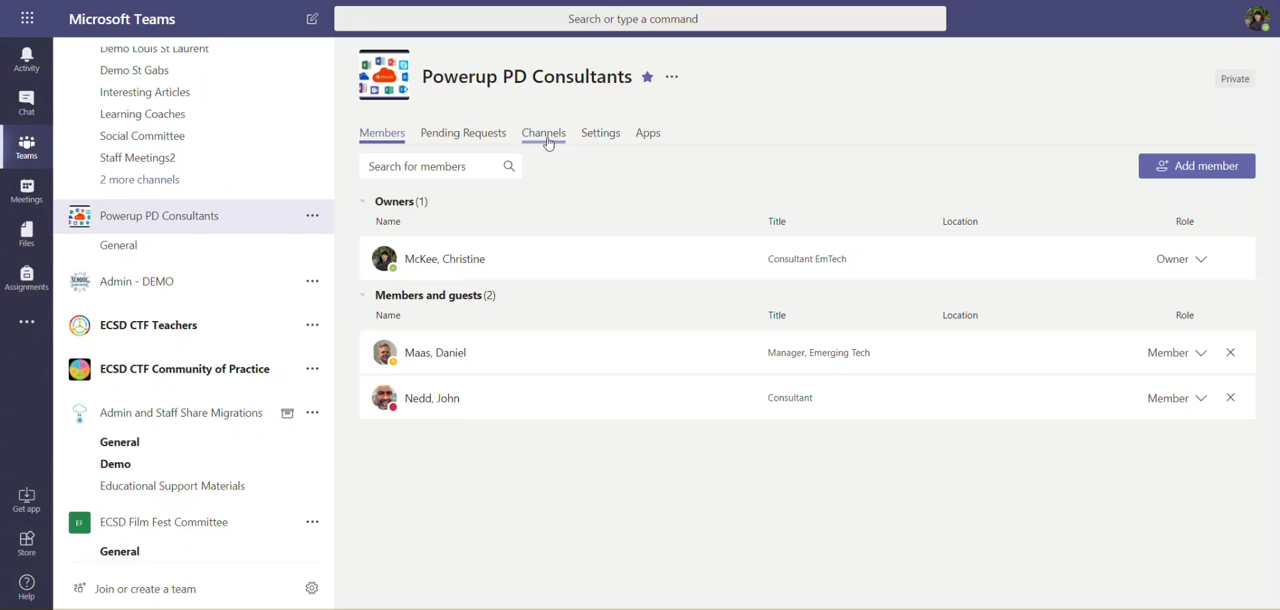 Microsoft Teams
Search or type a command
Activity
Chat
Teams
Meetings
Files
Assignments
Get app
Store
Help
Demo Louis St Laurent
Demo St Gabs
Interesting Articles
Learning Coaches
Social Committee
Staff Meetings2
2 more channels
Powerup PD Consultants
General
Admin - DEMO
ECSD CTF Teachers
ECSD CTF Community of Practice
Admin and Staff Share Migrations
General
Demo
Educational Support Materials
EF ECSD Film Fest Committee
General
Join or create a team
Powerup PD Consultants
Private
Members Pending Requests Channels Settings Apps
Search for members
Add member
Owners (1)
Name Title Location Role
McKee, Christine Consultant EmTech Owner
Members and guests (2)
Name Title Location Role
Maas, Daniel Manager, Emerging Tech Member
Nedd, John Consultant Member